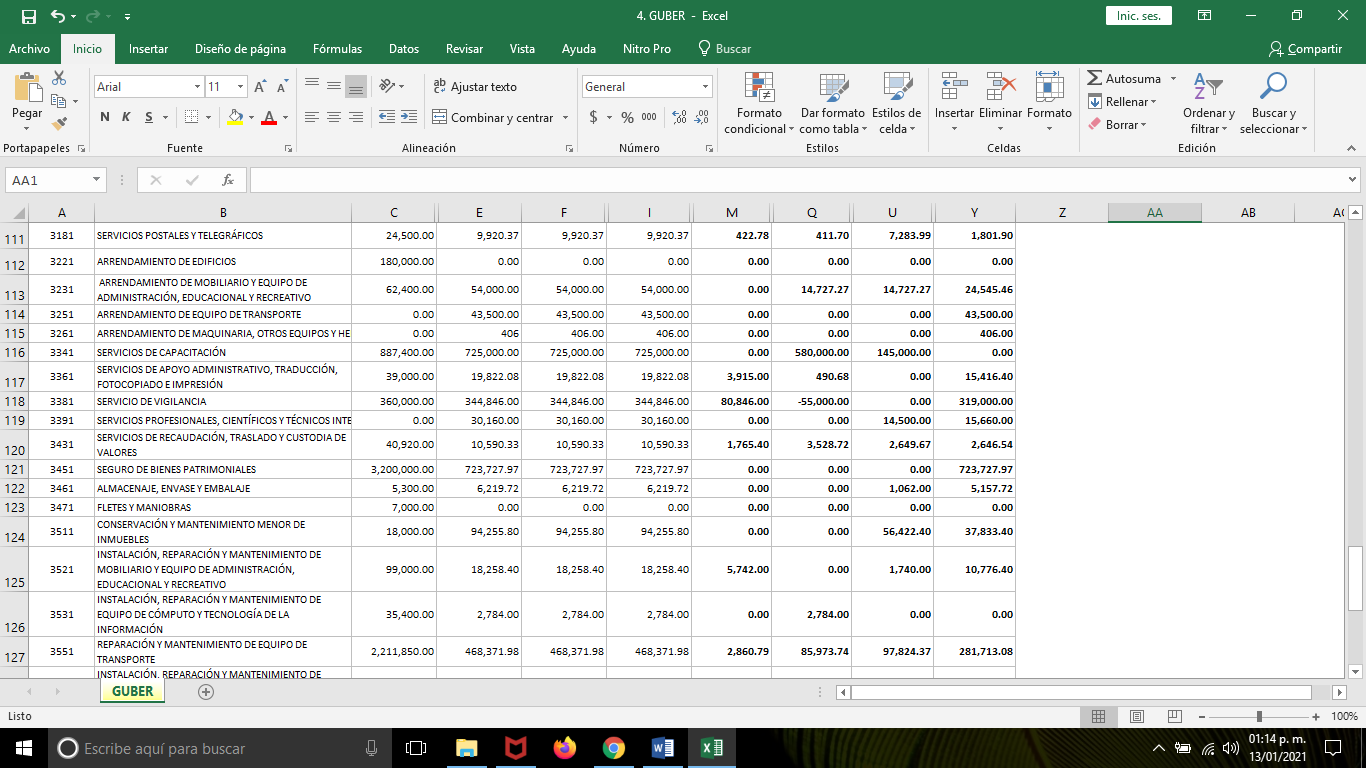 4. GUBER - Excel
Inic. ses.
Archivo Inicio Insertar Diseño de página Fórmulas Datos Revisar Vista Ayuda Nitro Pro Buscar Compartir
Pegar
Portapapeles
Arial 11
N K S
Fuente
Ajustar texto
Combinar y centrar
Alineación
General
$ % 000
Número
Formato condicional
Dar formato como tabla
Estilos de celda
Estilos
Insertar Eliminar Formato
Celdas
Autosuma
Rellenar
Borrar
Ordenar y filtrar
Buscar y seleccionar
Edición
AA1 fx
A B C E F I M Q U Y Z AA AB AC
111 3181 SERVICIOS POSTALES Y TELEGRÁFICOS 24,500.00 9,920.37 9,920.37 9,920.37 422.78 411.70 7,283.99 1,801.90
112 3221 ARRENDAMIENTO DE EDIFICIOS 180,000.00 0.00 0.00 0.00 0.00 0.00 0.00 0.00
113 3231 ARRENDAMIENTO DE MOBILIARIO Y EQUIPO DE
ADMINISTRACIÓN, EDUCACIONAL Y RECREATIVO 62,400.00 54,000.00 54,000.00 54,000.00 0.00 14,727.27 14,727.27 24,545.46
114 3251 ARRENDAMIENTO DE EQUIPO DE TRANSPORTE 0.00 43,500.00 43,500.00 43,500.00 0.00 0.00 0.00 43,500.00
115 3261 ARRENDAMIENTO DE MAQUINARIA, OTROS EQUIPOS Y HE 0.00 406 406.00 406.00 0.00 0.00 0.00 406.00
116 3341 SERVICIOS DE CAPACITACIÓN 887,400.00 725,000.00 725,000.00 725,000.00 0.00 580,000.00 145,000.00 0.00
117 3361 SERVICIOS DE APOYO ADMINISTRATIVO, TRADUCCIÓN,
FOTOCOPIADO E IMPRESIÓN 39,000.00 19,822.08 19,822.08 19,822.08 3,915.00 490.68 0.00 15,416.40
118 3381 SERVICIO DE VIGILANCIA 360,000.00 344,846.00 344,846.00 344,846.00 80,846.00 -55,000.00 0.00 319,000.00
119 3391 SERVICIOS PROFESIONALES, CIENTÍFICOS Y TÉCNICOS INTE 0.00 30,160.00 30,160.00 30,160.00 0.00 0.00 14,500.00 15,660.00
120 3431 SERVICIOS DE RECAUDACIÓN, TRASLADO Y CUSTODIA DE
VALORES 40,920.00 10,590.33 10,590.33 10,590.33 1,765.40 3,528.72 2,649.67 2,646.54
121 3451 SEGURO DE BIENES PATRIMONIALES 3,200,000.00 723,727.97 723,727.97 723,727.97 0.00 0.00 0.00 723,727.97
122 3461 ALMACENAJE, ENVASE Y EMBALAJE 5,300.00 6,219.72 6,219.72 6,219.72 0.00 0.00 1,062.00 5,157.72
123 3471 FLETES Y MANIOBRAS 7,000.00 0.00 0.00 0.00 0.00 0.00 0.00 0.00
124 3511 CONSERVACIÓN Y MANTENIMIENTO MENOR DE
INMUEBLES 18,000.00 94,255.80 94,255.80 94,255.80 0.00 0.00 56,422.40 37,833.40
125 3521 INSTALACIÓN, REPARACIÓN Y MANTENIMIENTO DE
MOBILIARIO Y EQUIPO DE ADMINISTRACIÓN,
EDUCACIONAL Y RECREATIVO 99,000.00 18,258.40 18,258.40 18,258.40 5,742.00 0.00 1,740.00 10,776.40
126 3531 INSTALACIÓN, REPARACIÓN Y MANTENIMIENTO DE
EQUIPO DE CÓMPUTO Y TECNOLOGÍA DE LA
INFORMACIÓN 35,400.00 2,784.00 2,784.00 2,784.00 0.00 2,784.00 0.00 0.00
127 3551 REPARACIÓN Y MANTENIMIENTO DE EQUIPO DE
TRANSPORTE 2,211,850.00 468,371.98 468,371.98 468,371.98 2,860.79 85,973.74 97,824.37 281,713.08
INSTALACIÓN, REPARACIÓN Y MANTENIMIENTO DE
GUBER
Listo 100%
Escribe aquí para buscar
01:14 p. m.
13/01/2021